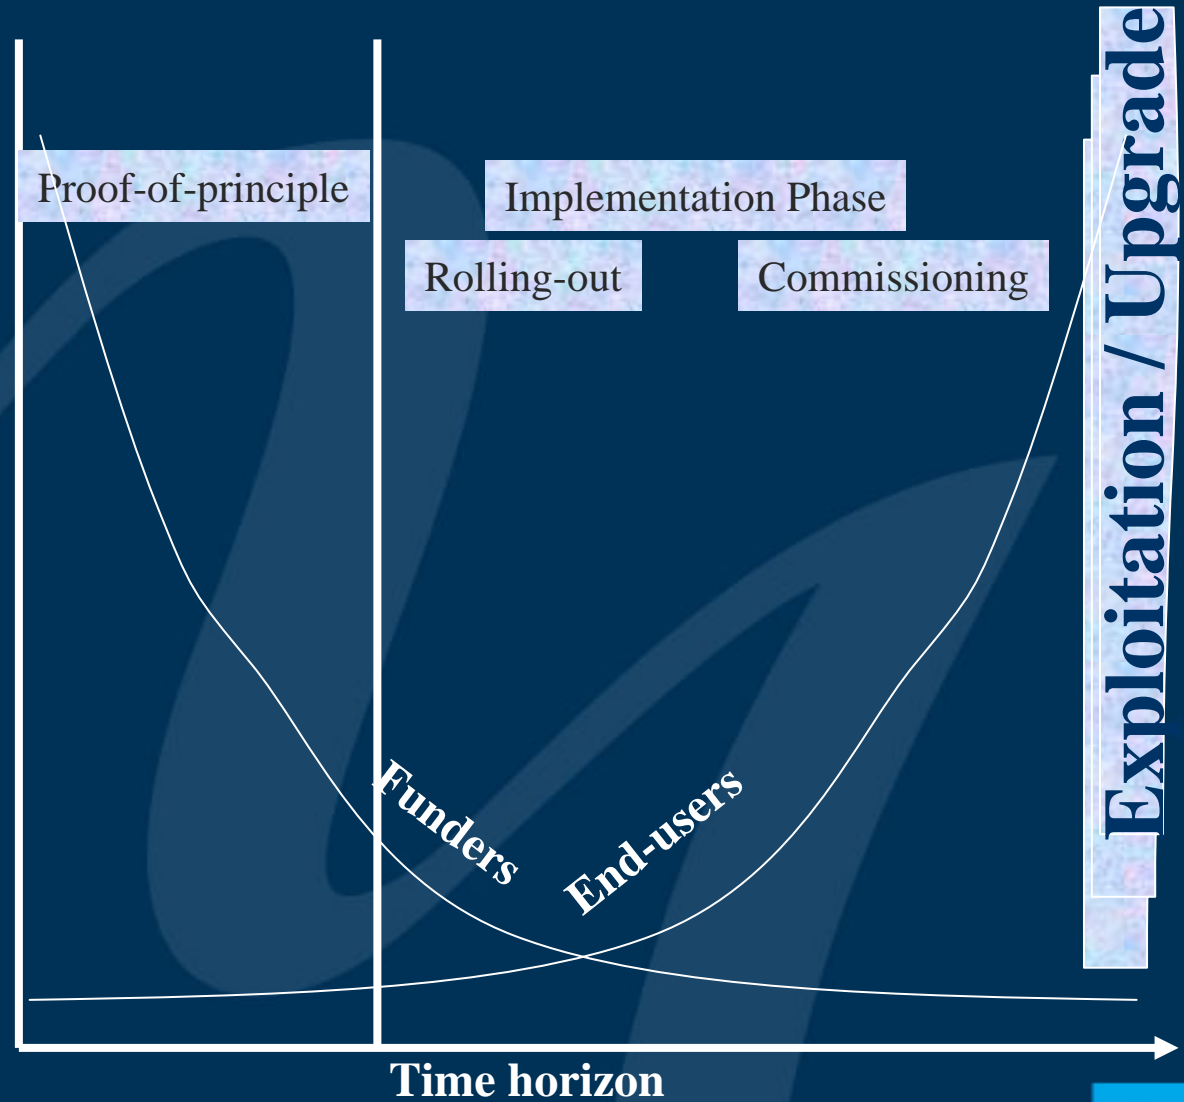 Proof-of-principle
Implementation Phase
Rolling-out
Commissioning
Exploitation / Upgrade
Funders
End-users
Time horizon